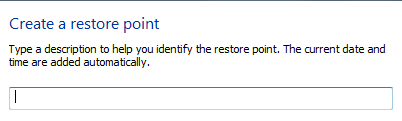 Create a restore point
Type a description to help you identify the restore point. The current date and
time are added automatically.